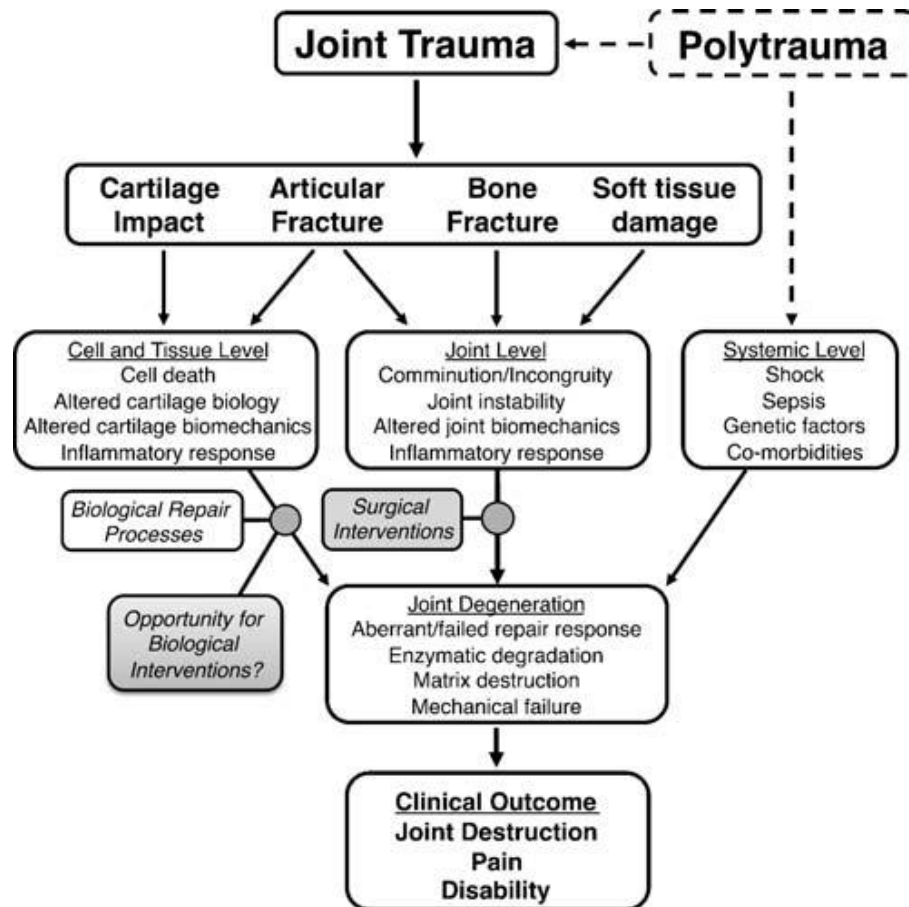 Joint Trauma
Polytrauma
Cartilage
Impact
Articular
Fracture
Bone
Fracture
Soft tissue
damage
Cell and Tissue Level
Cell death
Altered cartilage biology
Altered cartilage biomechanics
Inflammatory response
Joint Level
Comminution/Incongruity
Joint instability
Altered joint biomechanics
Inflammatory response
Systemic Level
Shock
Sepsis
Genetic factors
Co-morbidities
Biological Repair
Processes
Surgical
Interventions
Opportunity for
Biological
Interventions?
Joint Degeneration
Aberrant/failed repair response
Enzymatic degradation
Matrix destruction
Mechanical failure
Clinical Outcome
Joint Destruction
Pain
Disability